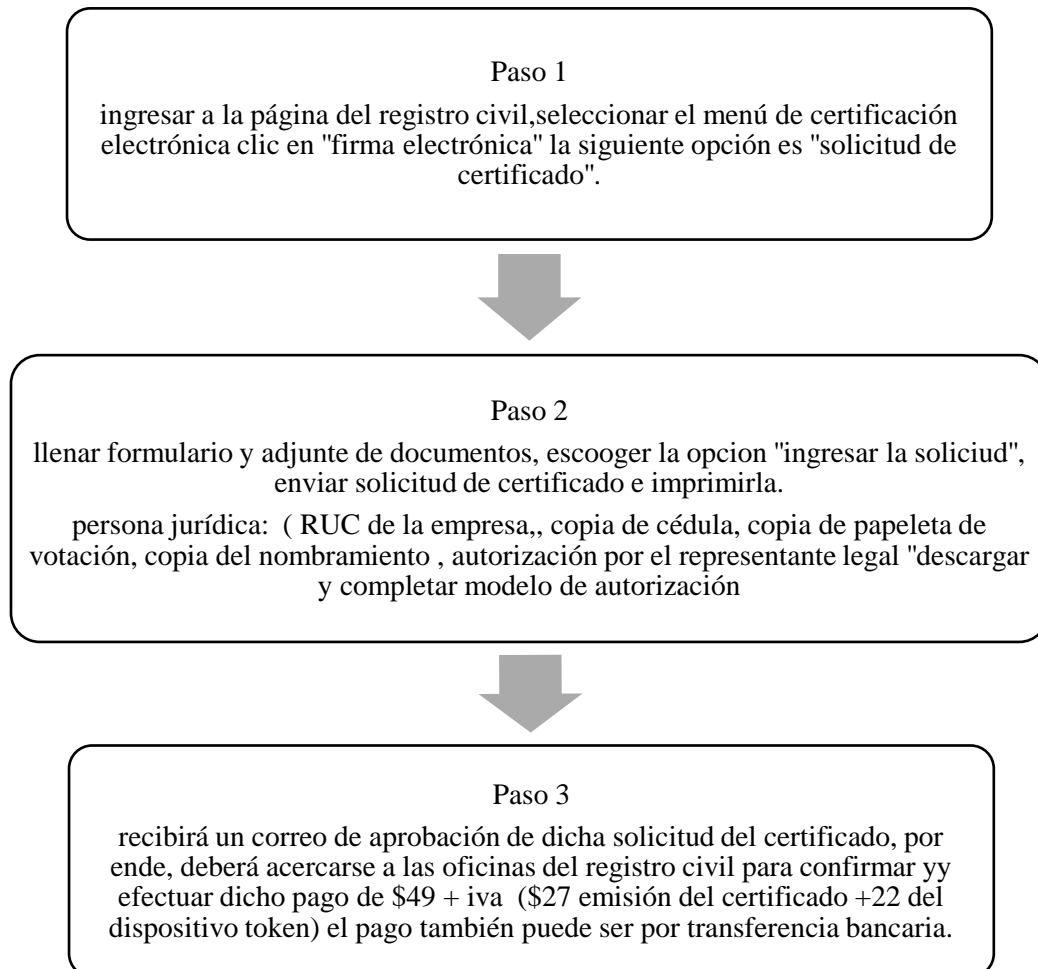 Paso 1
ingresar a la página del registro civil,seleccionar el menú de certificación
electrónica clic en "firma electrónica" la siguiente opción es "solicitud de
certificado".
Paso 2
llenar formulario y adjunte de documentos, escooger la opcion "ingresar la soliciud",
enviar solicitud de certificado e imprimirla.
persona jurídica:  ( RUC de la empresa,, copia de cédula, copia de papeleta de
votación, copia del nombramiento , autorización por el representante legal "descargar
y completar modelo de autorización
Paso 3
recibirá un correo de aprobación de dicha solicitud del certificado, por
ende, deberá acercarse a las oficinas del registro civil para confirmar yy
efectuar dicho pago de $49 + iva  ($27 emisión del certificado +22 del
dispositivo token) el pago también puede ser por transferencia bancaria.